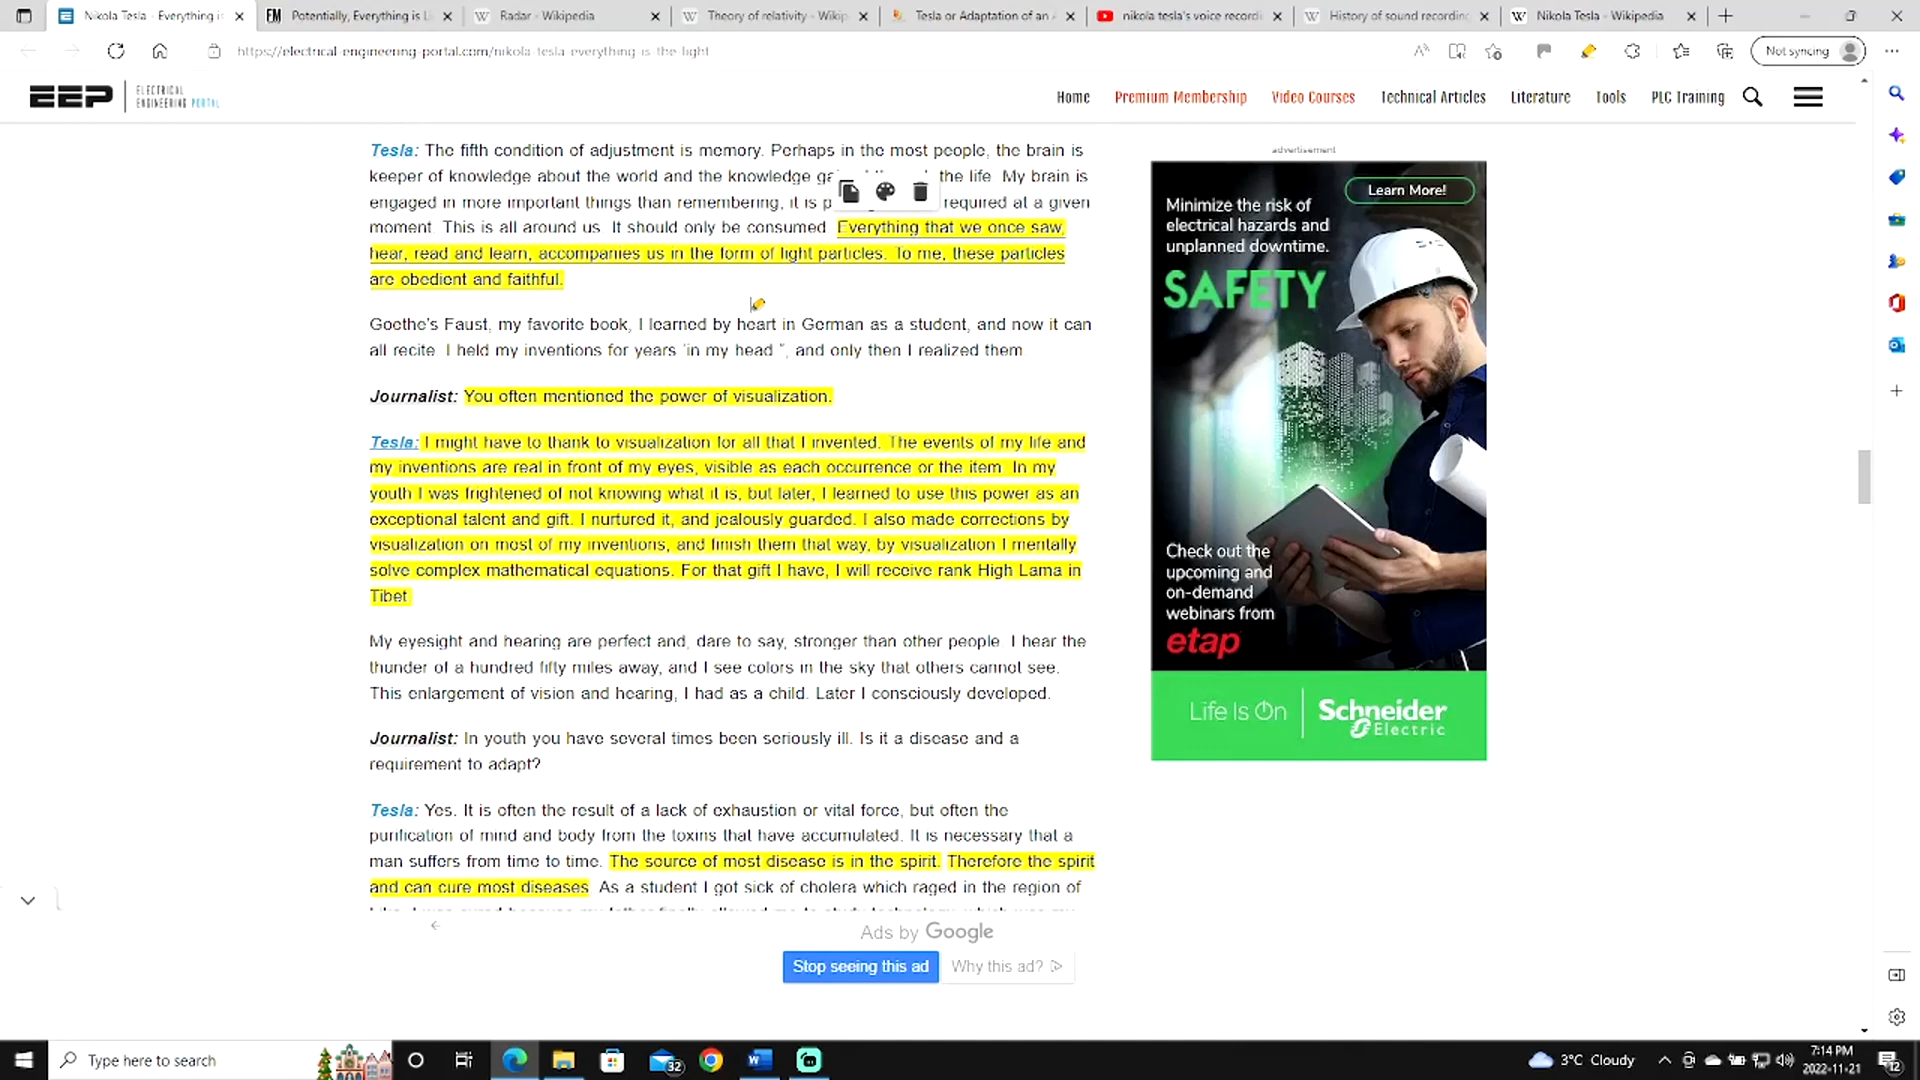 Nikola Tesla - Everything is
Potentially, Everything is Li
Radar - Wikipedia
Theory of relativity - Wikip
Tesla or Adaptation of an A
nikola tesla's voice recordi
History of sound recording
Nikola Tesla - Wikipedia
https://electrical-engineering-portal.com/nikola-tesla-everything-is-the-light
Not syncing
EEP ELECTRICAL
ENGINEERING PORTAL
Home Premium Membership Video Courses Technical Articles Literature Tools PLC Training
Tesla: The fifth condition of adjustment is memory. Perhaps in the most people, the brain is
keeper of knowledge about the world and the knowledge ga the life. My brain is
engaged in more important things than remembering, it is p required at a given
moment. This is all around us. It should only be consumed. Everything that we once saw,
hear, read and learn, accompanies us in the form of light particles. To me, these particles
are obedient and faithful.
Goethe's Faust, my favorite book, I learned by heart in German as a student, and now it can
all recite. I held my inventions for years 'in my head ", and only then I realized them.
Journalist: You often mentioned the power of visualization.
Tesla: I might have to thank to visualization for all that I invented. The events of my life and
my inventions are real in front of my eyes, visible as each occurrence or the item. In my
youth I was frightened of not knowing what it is, but later, I learned to use this power as an
exceptional talent and gift. I nurtured it, and jealously guarded. I also made corrections by
visualization on most of my inventions, and finish them that way, by visualization I mentally
solve complex mathematical equations. For that gift I have, I will receive rank High Lama in
Tibet.
My eyesight and hearing are perfect and, dare to say, stronger than other people. I hear the
thunder of a hundred fifty miles away, and I see colors in the sky that others cannot see.
This enlargement of vision and hearing, I had as a child. Later I consciously developed.
Journalist: In youth you have several times been seriously ill. Is it a disease and a
requirement to adapt?
Tesla: Yes. It is often the result of a lack of exhaustion or vital force, but often the
purification of mind and body from the toxins that have accumulated. It is necessary that a
man suffers from time to time. The source of most disease is in the spirit. Therefore the spirit
and can cure most diseases. As a student I got sick of cholera which raged in the region of
advertisement
Learn More!
Minimize the risk of
electrical hazards and
unplanned downtime.
SAFETY
Check out the
upcoming and
on-demand
webinars from
etap
Life Is On
Schneider
Electric
Ads by Google
Stop seeing this ad
Why this ad?
Type here to search
32
3°C Cloudy
7:14 PM
2022-11-21
12